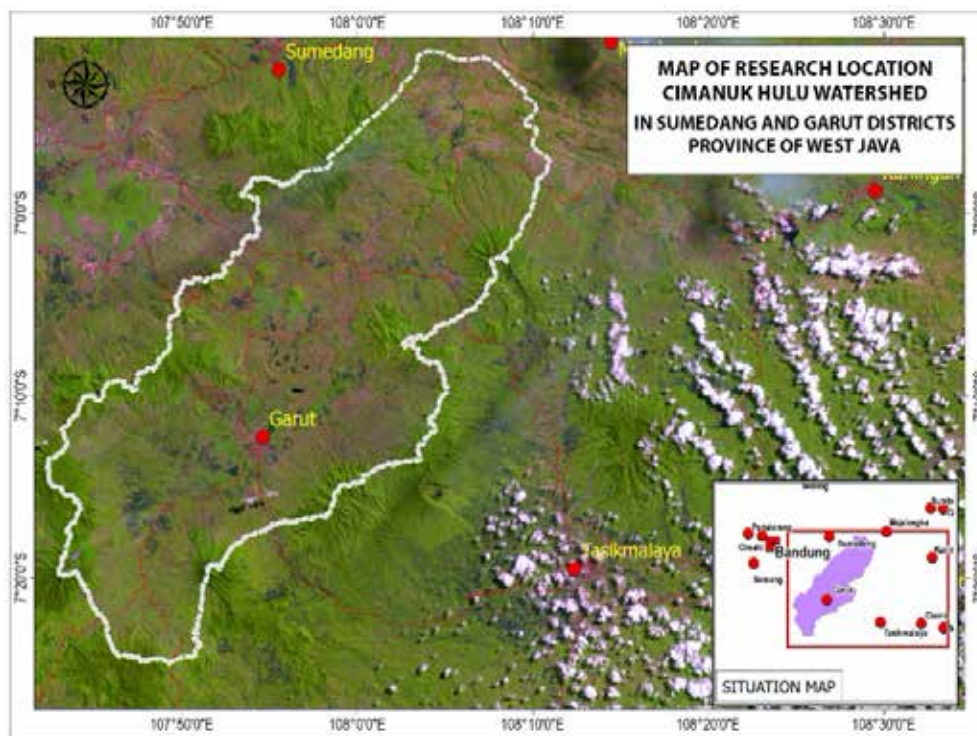 107°50'0"E 108°0'0"E 108°10'0"E 108°20'0"E 108°30'0"E
Sumedang
MAP OF RESEARCH LOCATION
CIMANUK HULU WATERSHED
IN SUMEDANG AND GARUT DISTRICTS
PROVINCE OF WEST JAVA
7°0'0"S
7°10'0"S
Garut
Tasikmalaya
7°20'0"S
Bandung
Tasikmalaya
SITUATION MAP
107°50'0"E 108°0'0"E 108°10'0"E 108°20'0"E 108°30'0"E